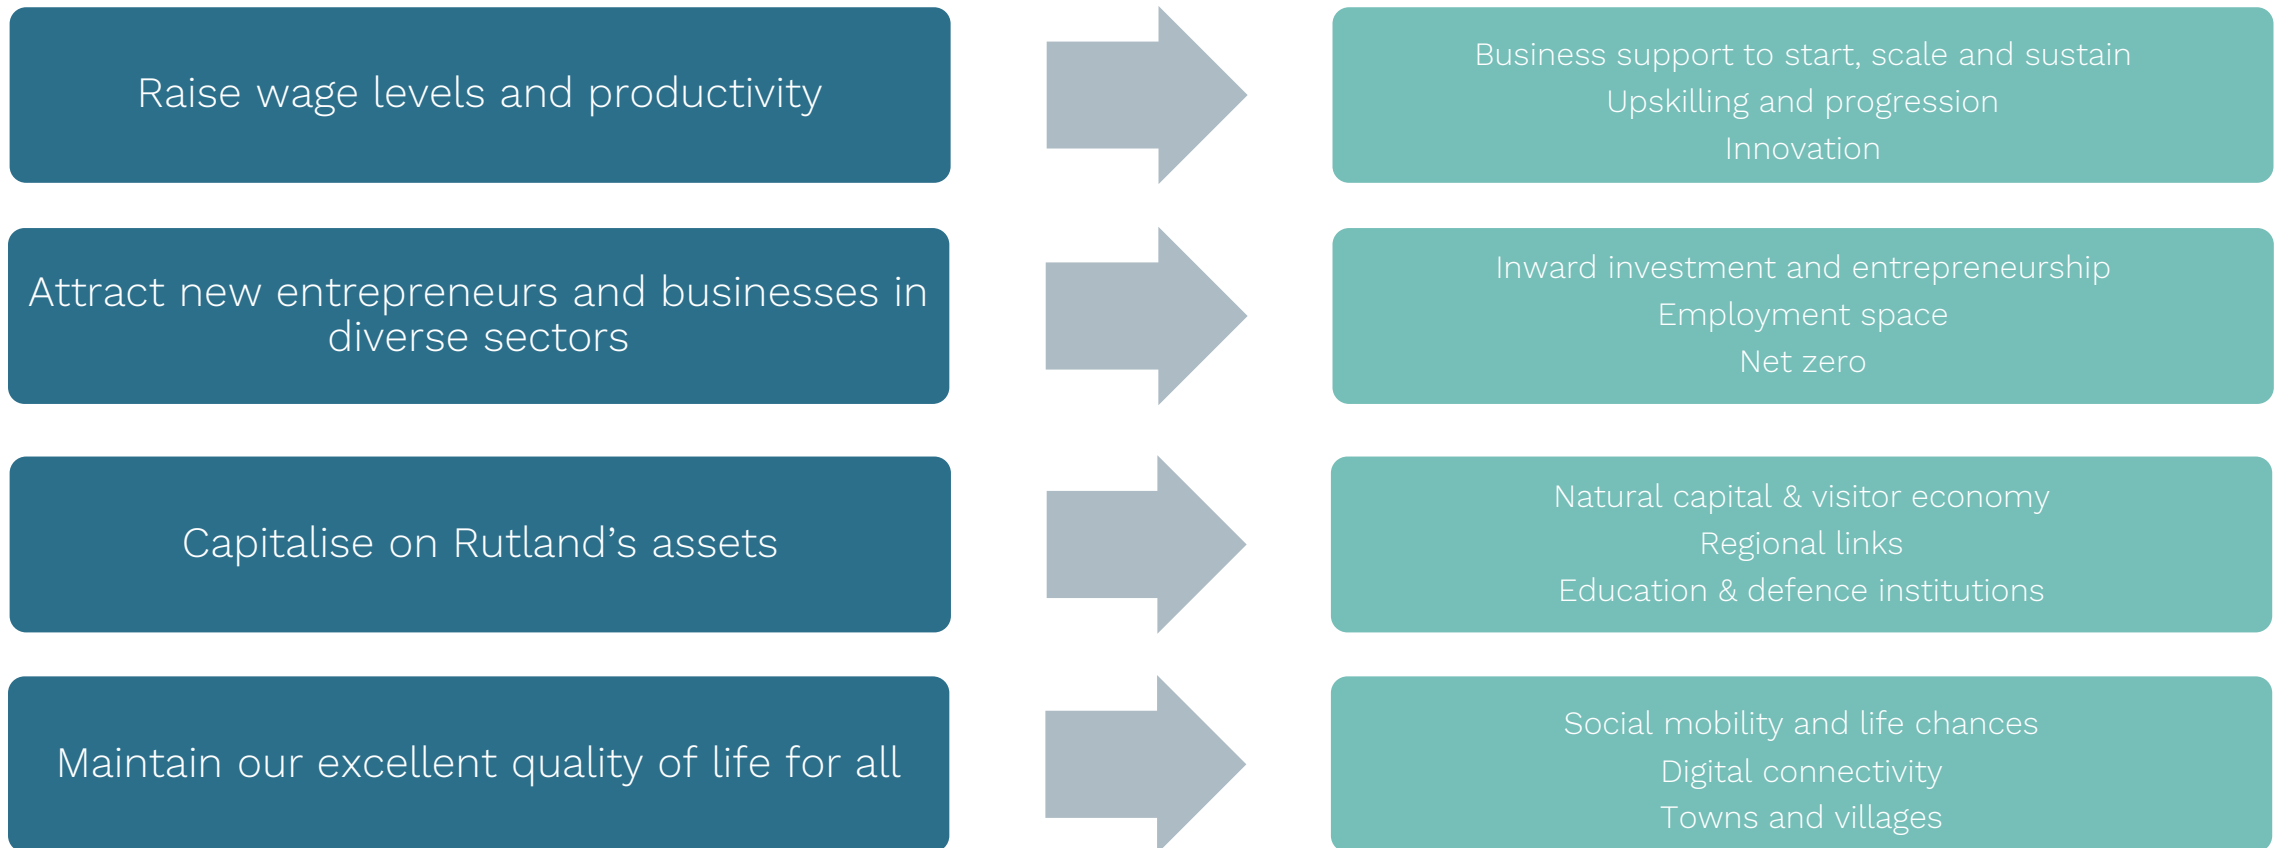 Raise wage levels and productivity
Business support to start, scale and sustain
Upskilling and progression
Innovation
Attract new entrepreneurs and businesses in
diverse sectors
Inward investment and entrepreneurship
Employment space
Net zero
Capitalise on Rutland’s assets
Natural capital & visitor economy
Regional links
Education & defence institutions
Maintain our excellent quality of life for all
Social mobility and life chances
Digital connectivity
Towns and villages